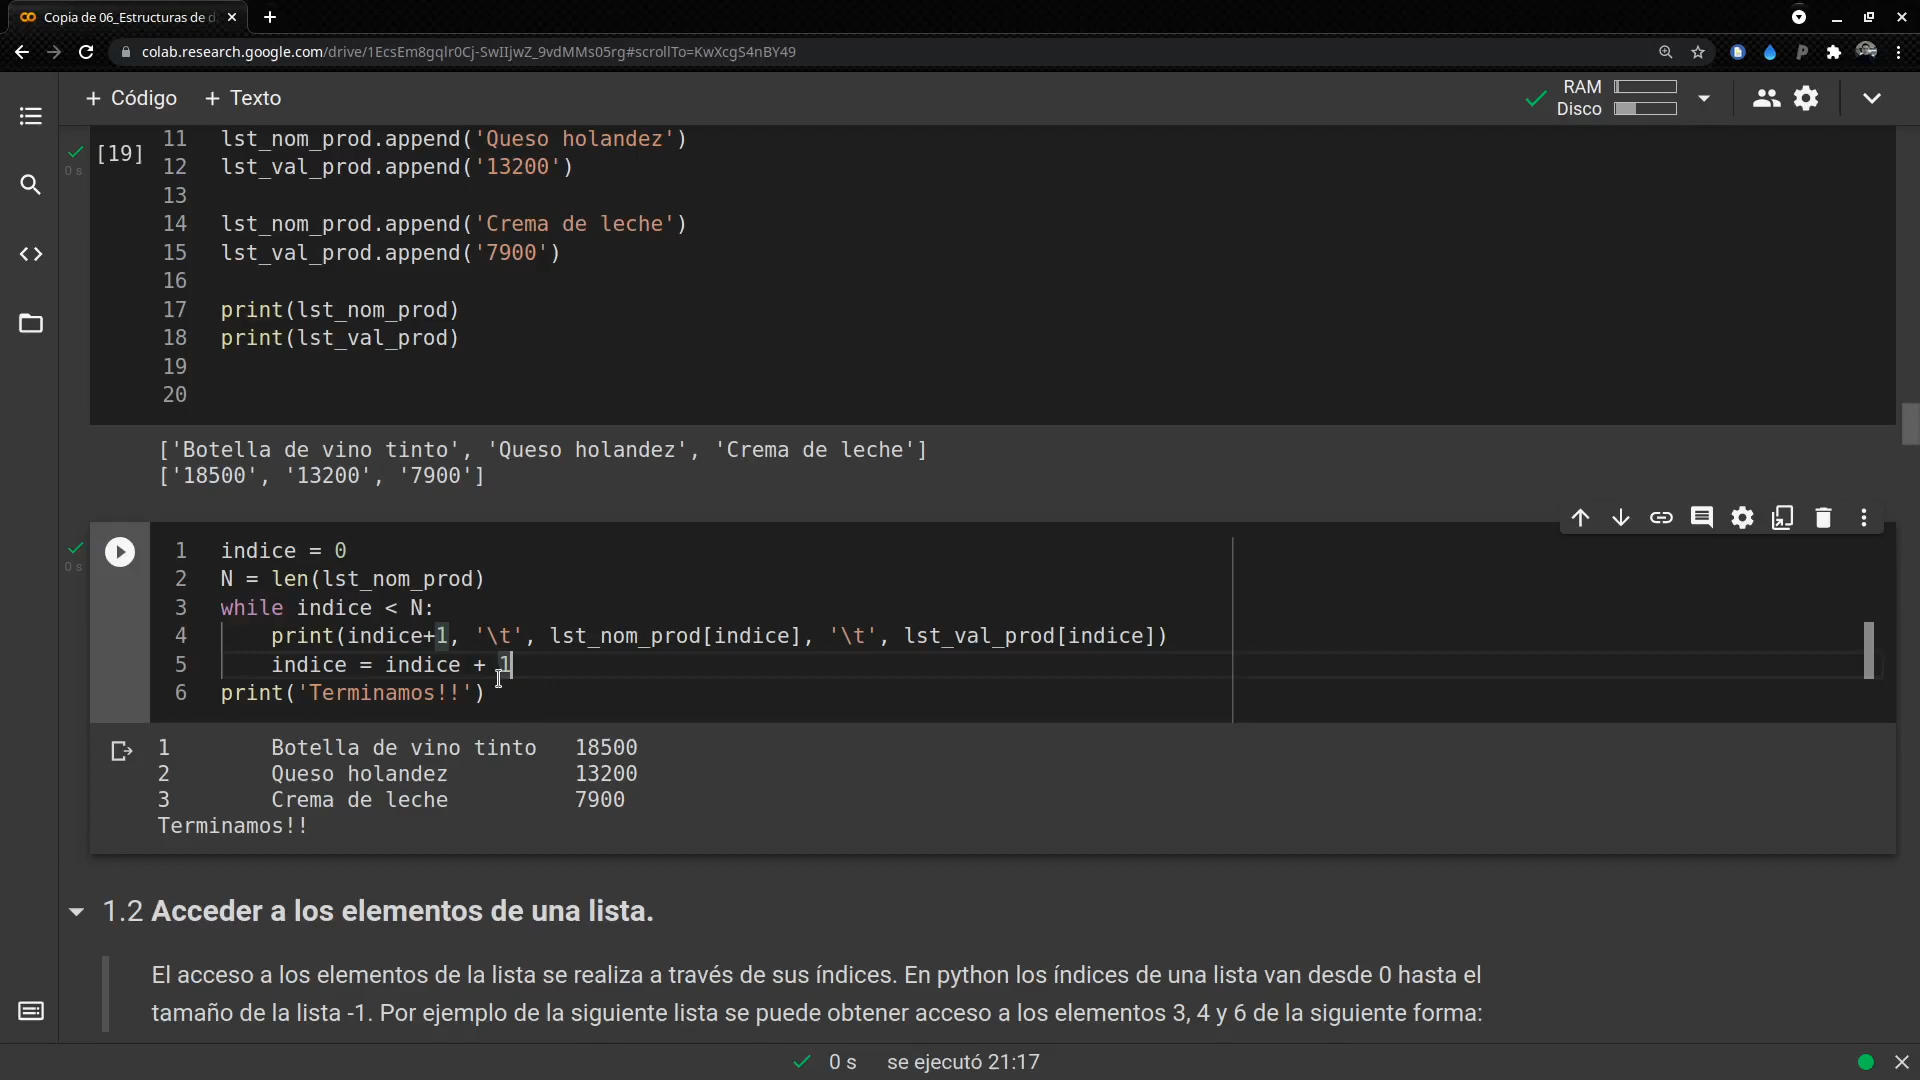 Copia de 06_Estructuras de d
colab.research.google.com/drive/1EcsEm8gqlr0Cj-SwIIjwZ_9vdMMs05rg#scrollTo=KwXcgS4nBY49
+ Código + Texto
RAM
Disco
11 lst_nom_prod.append('Queso holandez')
[19]
0 s
12 lst_val_prod.append('13200')
13
14 lst_nom_prod.append('Crema de leche')
15 lst_val_prod.append('7900')
16
17 print(lst_nom_prod)
18 print(lst_val_prod)
19
20
['Botella de vino tinto', 'Queso holandez', 'Crema de leche']
['18500', '13200', '7900']
0 s
1 indice = 0
2 N = len(lst_nom_prod)
3 while indice < N:
4 print(indice+1, '\t', lst_nom_prod[indice], '\t', lst_val_prod[indice])
5 indice = indice + 1
6 print('Terminamos!!')
1 Botella de vino tinto 18500
2 Queso holandez 13200
3 Crema de leche 7900
Terminamos!!
1.2 Acceder a los elementos de una lista.
El acceso a los elementos de la lista se realiza a través de sus índices. En python los índices de una lista van desde 0 hasta el
tamaño de la lista -1. Por ejemplo de la siguiente lista se puede obtener acceso a los elementos 3, 4 y 6 de la siguiente forma:
0 s se ejecutó 21:17